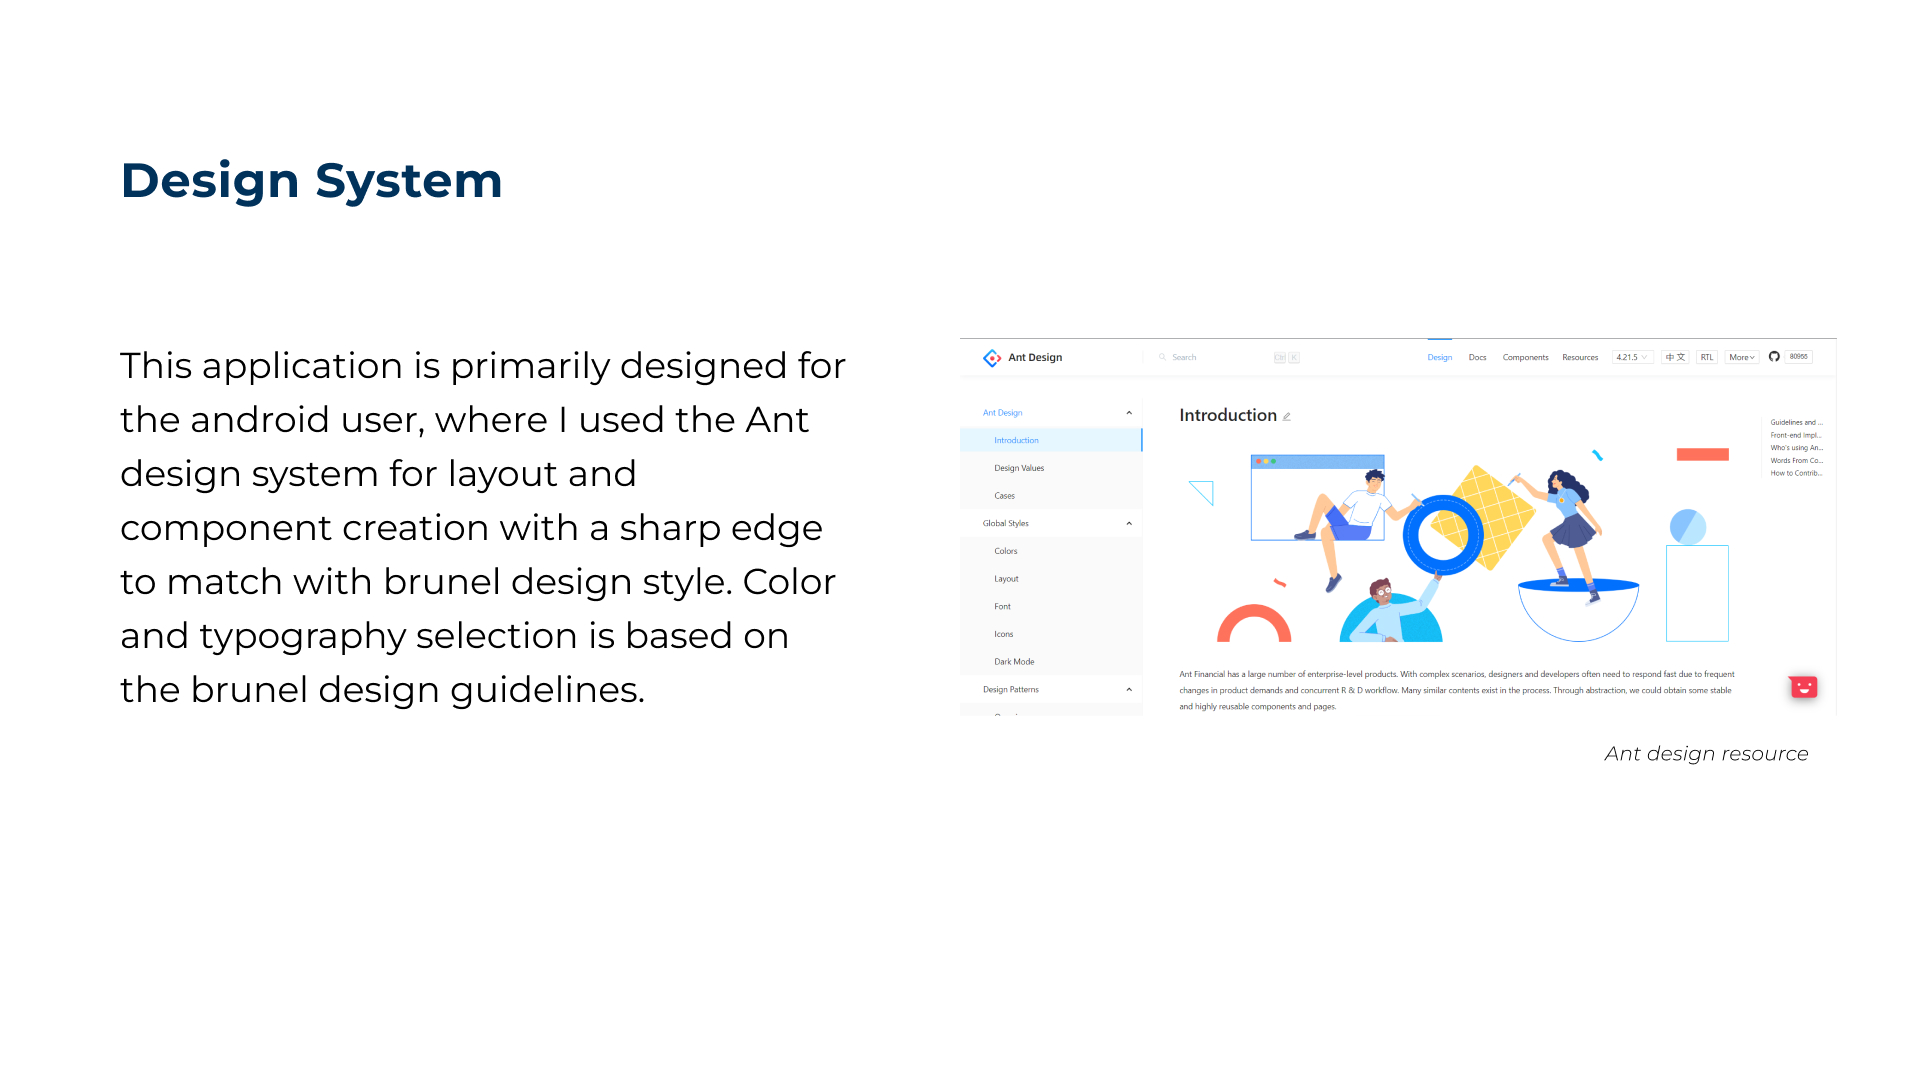 Design System
This application is primarily designed for
the android user, where I used the Ant
design system for layout and
component creation with a sharp edge
to match with brunel design style. Color
and typography selection is based on
the brunel design guidelines.
Ant Design
Search
Ctrl K
Design Docs Components Resources 4.21.5 中 文 RTL More 80966
Ant Design
Introduction
Design Values
Cases
Global Styles
Colors
Layout
Font
Icons
Dark Mode
Design Patterns
Introduction
Guidelines and ...
Front-end Impl...
Who's using An...
Words From Co...
How to Contrib...
Ant Financial has a large number of enterprise-level products. With complex scenarios, designers and developers often need to respond fast due to frequent
changes in product demands and concurrent R & D workflow. Many similar contents exist in the process. Through abstraction, we could obtain some stable
and highly reusable components and pages.
Ant design resource